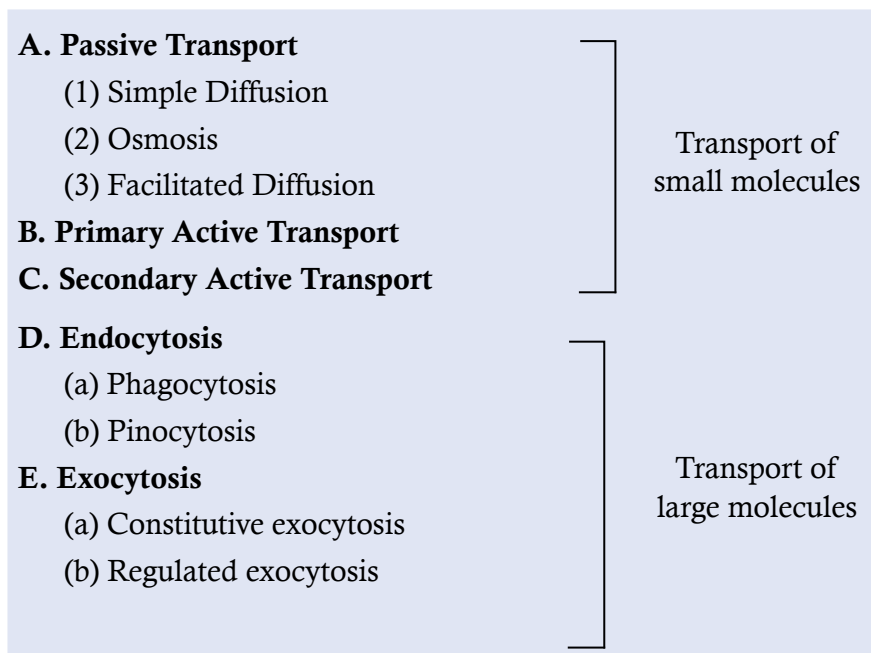 A. Passive Transport
(1) Simple Diffusion
(2) Osmosis
(3) Facilitated Diffusion
B. Primary Active Transport
C. Secondary Active Transport
Transport of
small molecules
D. Endocytosis
(a) Phagocytosis
(b) Pinocytosis
E. Exocytosis
(a) Constitutive exocytosis
(b) Regulated exocytosis
Transport of
large molecules